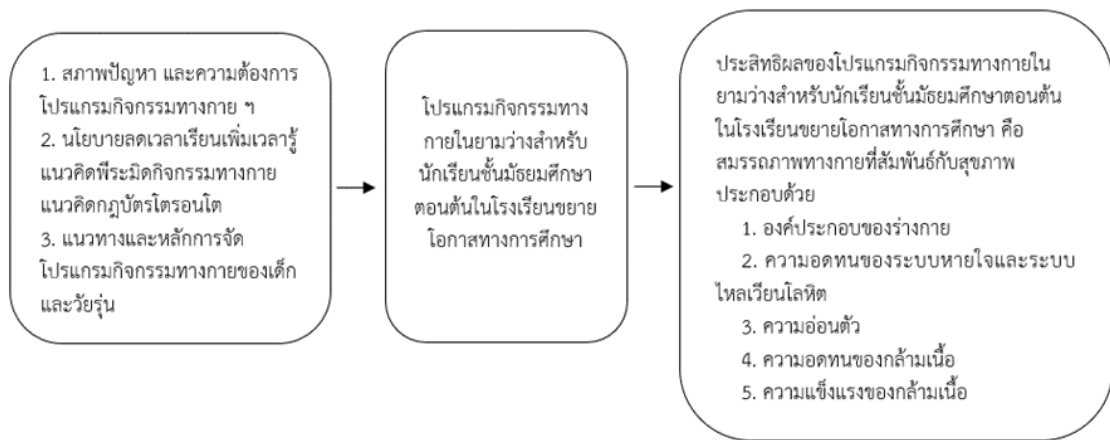 1. สภาพปัญหา และความต้องการ
โปรแกรมกิจกรรมทางกาย ฯ
2. นโยบายลดเวลาเรียนเพิ่มเวลารู้
แนวคิดพีระมิดกิจกรรมทางกาย
แนวคิดกฎบัตรโตรอนโต
3. แนวทางและหลักการจัด
โปรแกรมกิจกรรมทางกายของเด็ก
และวัยรุ่น
โปรแกรมกิจกรรมทาง
กายในยามว่างสำหรับ
นักเรียนชั้นมัธยมศึกษา
ตอนต้นในโรงเรียนขยาย
โอกาสทางการศึกษา
ประสิทธิผลของโปรแกรมกิจกรรมทางกายใน
ยามว่างสำหรับนักเรียนชั้นมัธยมศึกษาตอนต้น
ในโรงเรียนขยายโอกาสทางการศึกษา คือ
สมรรถภาพทางกายที่สัมพันธ์กับสุขภาพ
ประกอบด้วย
1. องค์ประกอบของร่างกาย
2. ความอดทนของระบบหายใจและระบบ
ไหลเวียนโลหิต
3. ความอ่อนตัว
4. ความอดทนของกล้ามเนื้อ
5. ความแข็งแรงของกล้ามเนื้อ